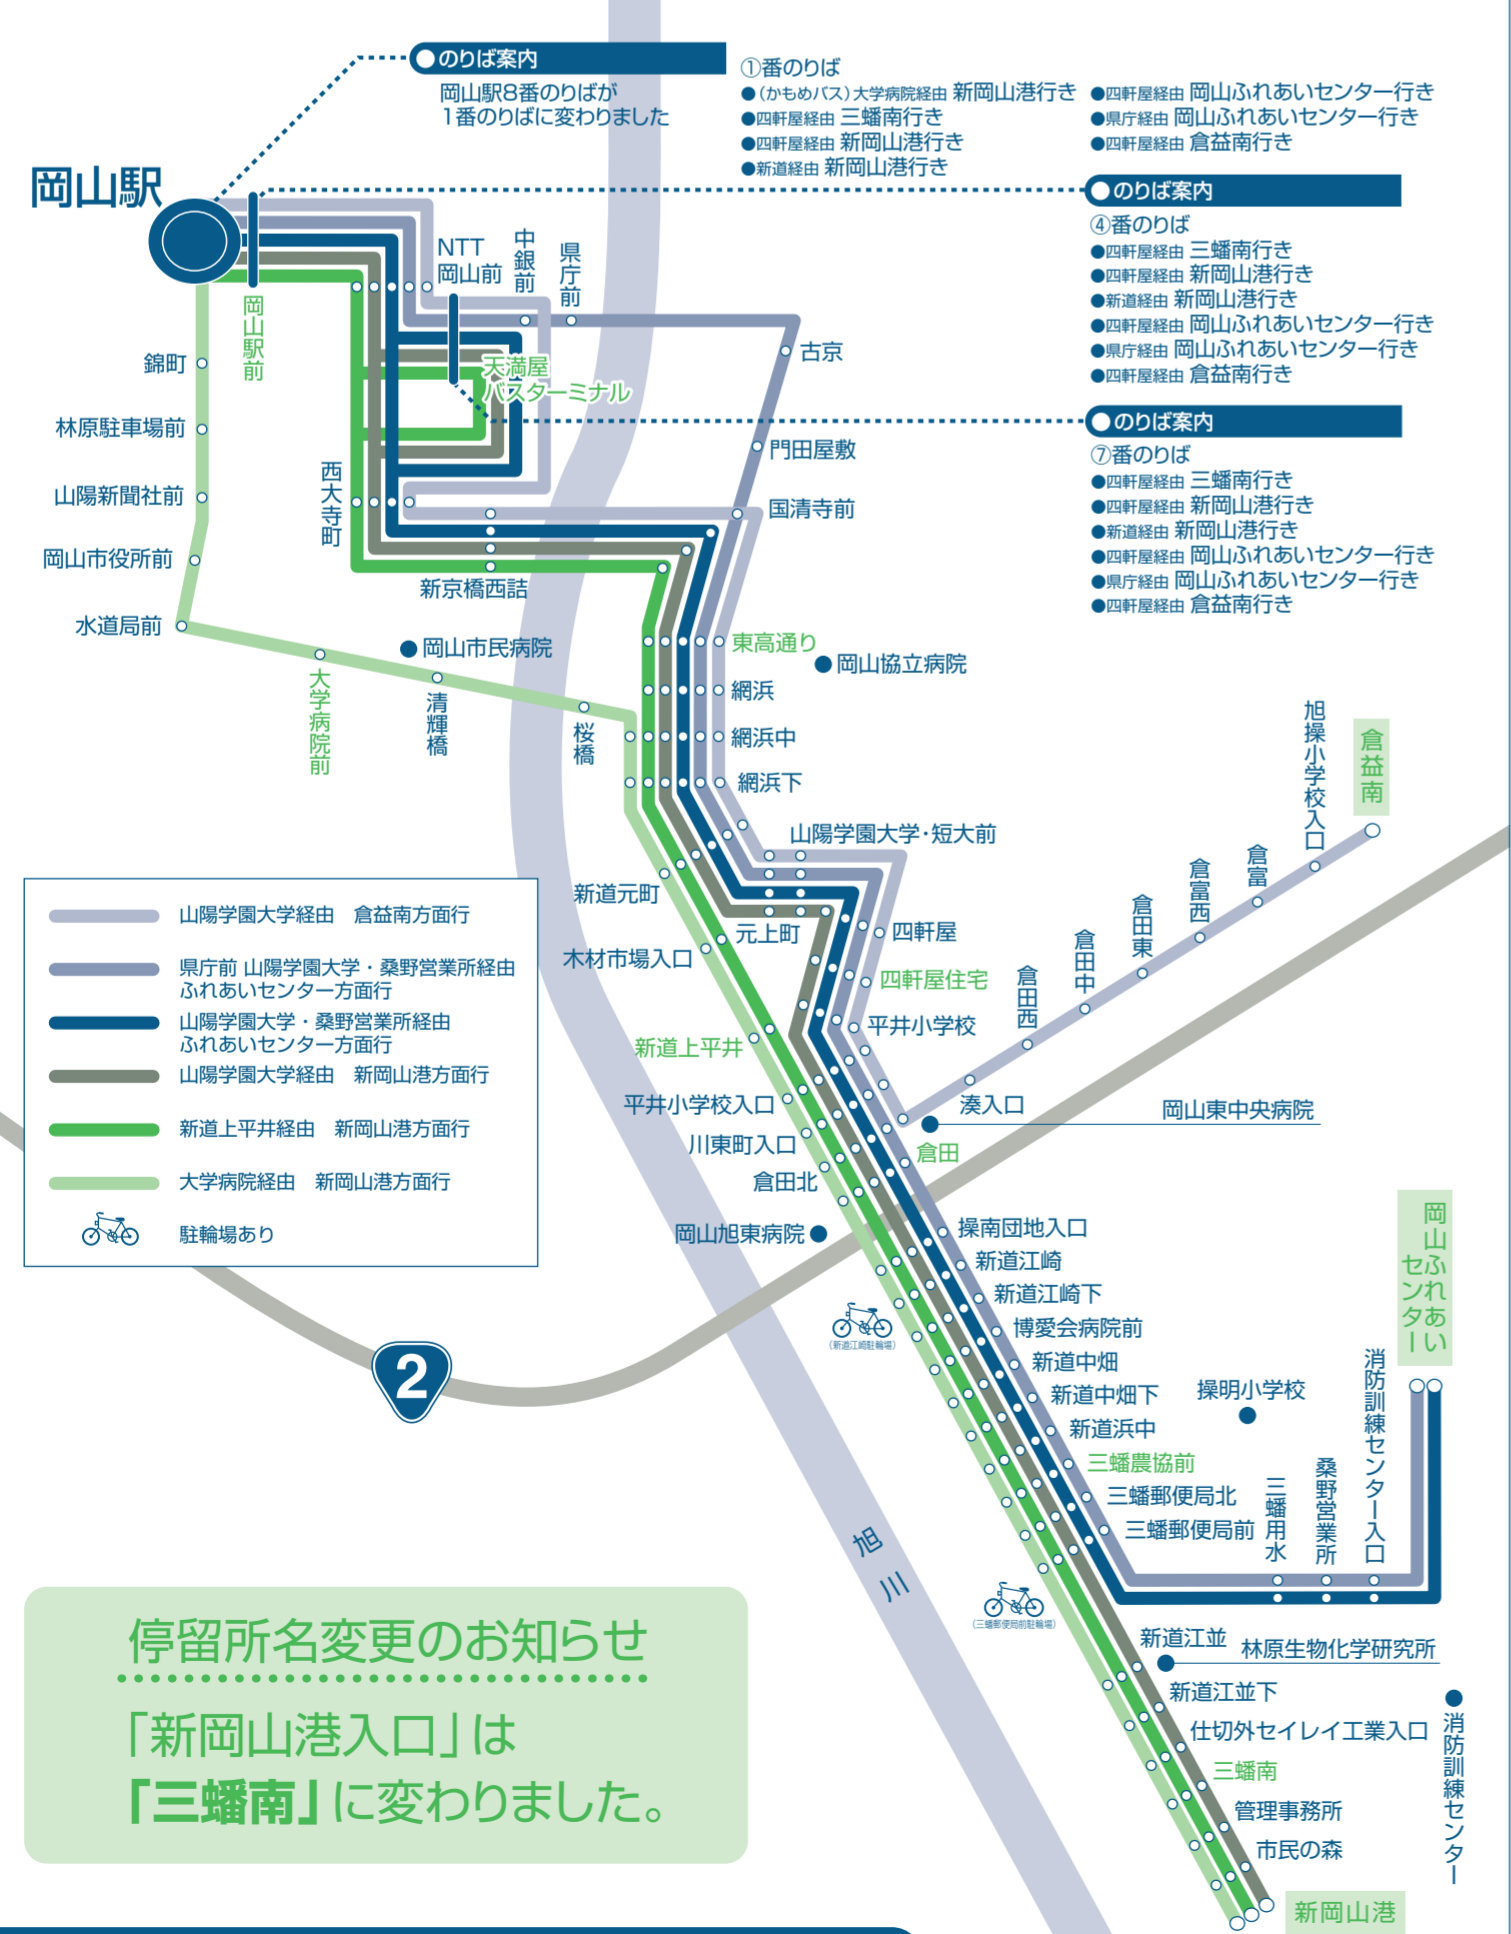 のりば案内
岡山駅8番のりばが
1番のりばに変わりました
①番のりば
●(かもめバス)大学病院経由 新岡山港行き
●四軒屋経由 三蟠南行き
●四軒屋経由 新岡山港行き
●新道経由 新岡山港行き
●四軒屋経由 岡山ふれあいセンター行き
●県庁経由 岡山ふれあいセンター行き
●四軒屋経由 倉益南行き
のりば案内
④番のりば
●四軒屋経由 三蟠南行き
●四軒屋経由 新岡山港行き
●新道経由 新岡山港行き
●四軒屋経由 岡山ふれあいセンター行き
●県庁経由 岡山ふれあいセンター行き
●四軒屋経由 倉益南行き
のりば案内
⑦番のりば
●四軒屋経由 三蟠南行き
●四軒屋経由 新岡山港行き
●新道経由 新岡山港行き
●四軒屋経由 岡山ふれあいセンター行き
●県庁経由 岡山ふれあいセンター行き
●四軒屋経由 倉益南行き
岡山駅
岡山駅前
NTT
岡山前
中銀前
県庁前
天満屋
バスターミナル
古京
門田屋敷
国清寺前
錦町
林原駐車場前
山陽新聞社前
岡山市役所前
水道局前
西大寺町
新京橋西詰
岡山市民病院
大学病院前
清輝橋
桜橋
東高通り
岡山協立病院
網浜
網浜中
網浜下
山陽学園大学・短大前
新道元町
元上町
木材市場入口
四軒屋
四軒屋住宅
平井小学校
新道上平井
平井小学校入口
川東町入口
倉田北
岡山旭東病院
湊入口
倉田
岡山東中央病院
倉田西
倉田中
倉田東
倉富西
倉富
旭操小学校入口
倉益南
山陽学園大学経由 倉益南方面行
県庁前 山陽学園大学・桑野営業所経由
ふれあいセンター方面行
山陽学園大学・桑野営業所経由
ふれあいセンター方面行
山陽学園大学経由 新岡山港方面行
新道上平井経由 新岡山港方面行
大学病院経由 新岡山港方面行
駐輪場あり
2
操南団地入口
新道江崎
新道江崎下
博愛会病院前
新道中畑
新道中畑下
新道浜中
三蟠農協前
三蟠郵便局北
三蟠郵便局前
(新道江崎駐輪場)
(三蟠郵便局前駐輪場)
操明小学校
三蟠用水
桑野営業所
消防訓練センター入口
岡山ふれあい
センター
旭川
新道江並
林原生物化学研究所
新道江並下
仕切外セイレイ工業入口
三蟠南
管理事務所
市民の森
新岡山港
消防訓練センター
停留所名変更のお知らせ
「新岡山港入口」は
「三蟠南」に変わりました。